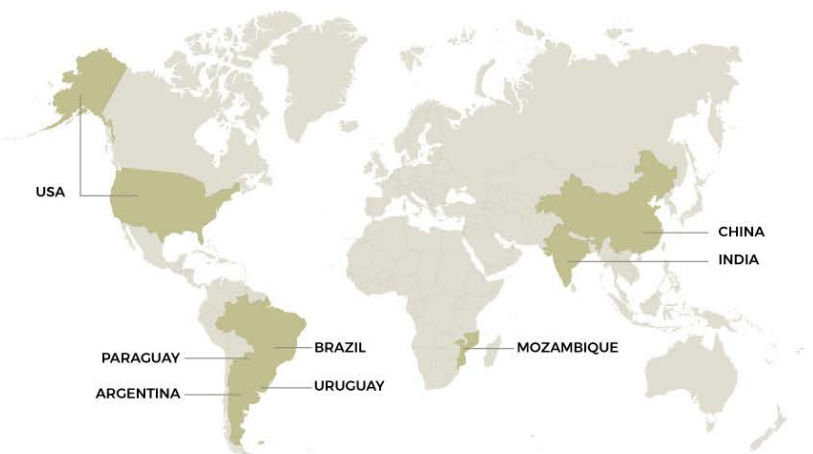 USA
CHINA
INDIA
BRAZIL
MOZAMBIQUE
PARAGUAY
URUGUAY
ARGENTINA